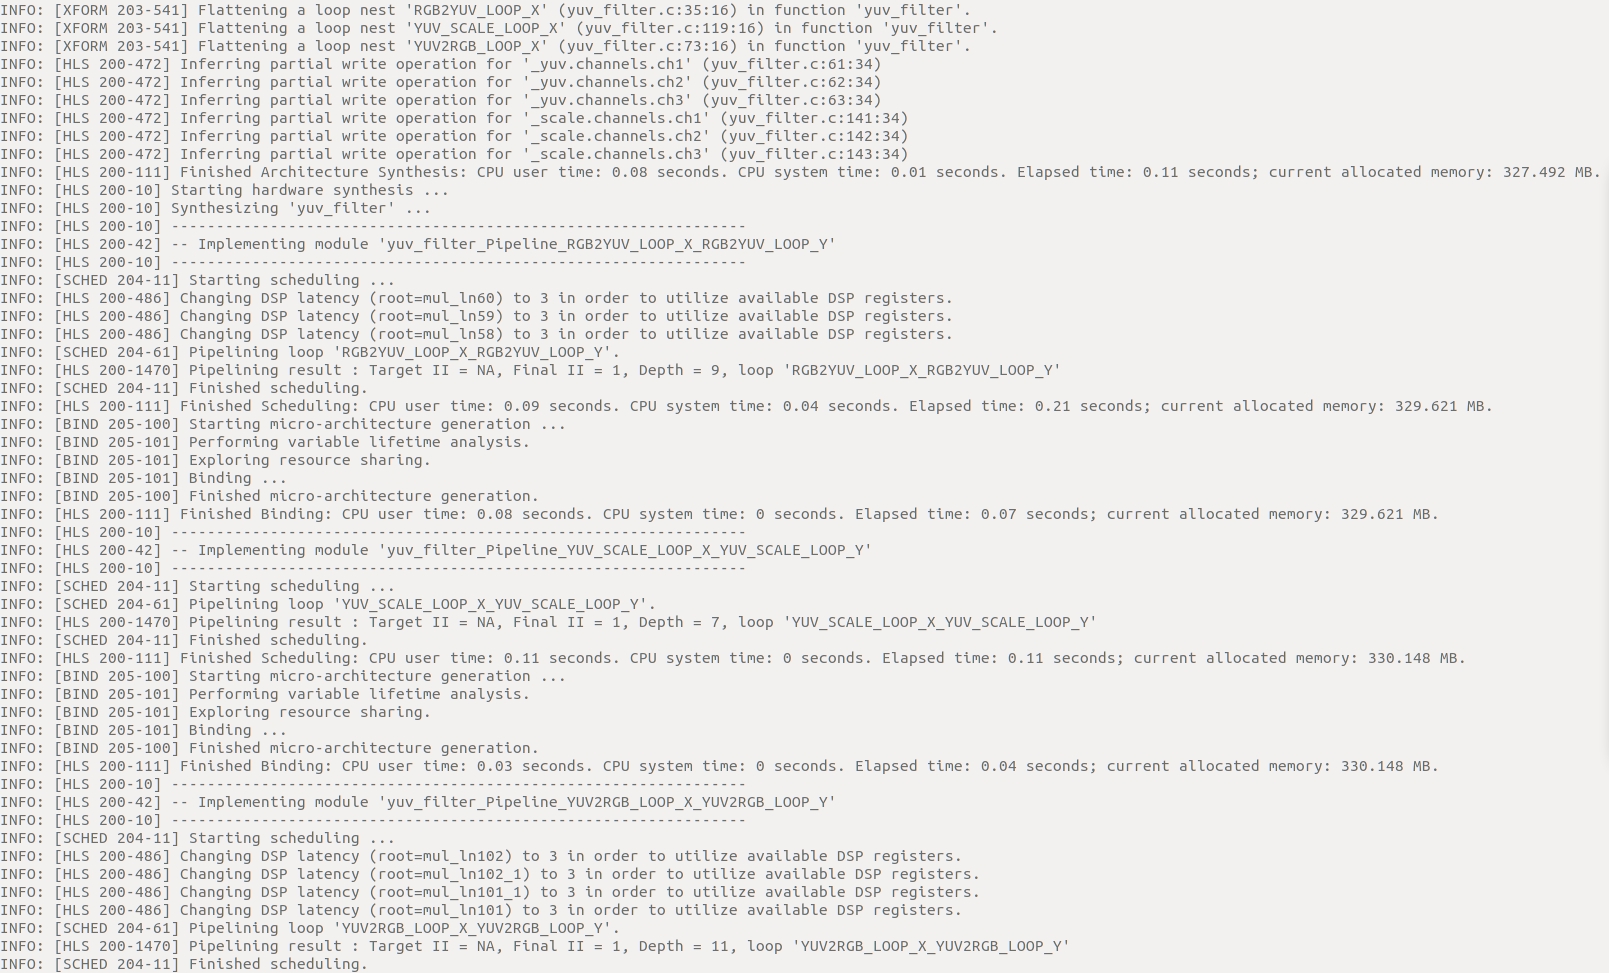 INFO: [XFORM 203-541] Flattening a loop nest 'RGB2YUV_LOOP_X' (yuv_filter.c:35:16) in function 'yuv_filter'.
INFO: [XFORM 203-541] Flattening a loop nest 'YUV_SCALE_LOOP_X' (yuv_filter.c:119:16) in function 'yuv_filter'.
INFO: [XFORM 203-541] Flattening a loop nest 'YUV2RGB_LOOP_X' (yuv_filter.c:73:16) in function 'yuv_filter'.
INFO: [HLS 200-472] Inferring partial write operation for '_yuv.channels.ch1' (yuv_filter.c:61:34)
INFO: [HLS 200-472] Inferring partial write operation for '_yuv.channels.ch2' (yuv_filter.c:62:34)
INFO: [HLS 200-472] Inferring partial write operation for '_yuv.channels.ch3' (yuv_filter.c:63:34)
INFO: [HLS 200-472] Inferring partial write operation for '_scale.channels.ch1' (yuv_filter.c:141:34)
INFO: [HLS 200-472] Inferring partial write operation for '_scale.channels.ch2' (yuv_filter.c:142:34)
INFO: [HLS 200-472] Inferring partial write operation for '_scale.channels.ch3' (yuv_filter.c:143:34)
INFO: [HLS 200-111] Finished Architecture Synthesis: CPU user time: 0.08 seconds. CPU system time: 0.01 seconds. Elapsed time: 0.11 seconds; current allocated memory: 327.492 MB.
INFO: [HLS 200-10] Starting hardware synthesis ...
INFO: [HLS 200-10] Synthesizing 'yuv_filter' ...
INFO: [HLS 200-10] ----------------------------------------------------------------
INFO: [HLS 200-42] -- Implementing module 'yuv_filter_Pipeline_RGB2YUV_LOOP_X_RGB2YUV_LOOP_Y'
INFO: [HLS 200-10] ----------------------------------------------------------------
INFO: [SCHED 204-11] Starting scheduling ...
INFO: [HLS 200-486] Changing DSP latency (root=mul_ln60) to 3 in order to utilize available DSP registers.
INFO: [HLS 200-486] Changing DSP latency (root=mul_ln59) to 3 in order to utilize available DSP registers.
INFO: [HLS 200-486] Changing DSP latency (root=mul_ln58) to 3 in order to utilize available DSP registers.
INFO: [SCHED 204-61] Pipelining loop 'RGB2YUV_LOOP_X_RGB2YUV_LOOP_Y'.
INFO: [HLS 200-1470] Pipelining result : Target II = NA, Final II = 1, Depth = 9, loop 'RGB2YUV_LOOP_X_RGB2YUV_LOOP_Y'
INFO: [SCHED 204-11] Finished scheduling.
INFO: [HLS 200-111] Finished Scheduling: CPU user time: 0.09 seconds. CPU system time: 0.04 seconds. Elapsed time: 0.21 seconds; current allocated memory: 329.621 MB.
INFO: [BIND 205-100] Starting micro-architecture generation ...
INFO: [BIND 205-101] Performing variable lifetime analysis.
INFO: [BIND 205-101] Exploring resource sharing.
INFO: [BIND 205-101] Binding ...
INFO: [BIND 205-100] Finished micro-architecture generation.
INFO: [HLS 200-111] Finished Binding: CPU user time: 0.08 seconds. CPU system time: 0 seconds. Elapsed time: 0.07 seconds; current allocated memory: 329.621 MB.
INFO: [HLS 200-10] ----------------------------------------------------------------
INFO: [HLS 200-42] -- Implementing module 'yuv_filter_Pipeline_YUV_SCALE_LOOP_X_YUV_SCALE_LOOP_Y'
INFO: [HLS 200-10] ----------------------------------------------------------------
INFO: [SCHED 204-11] Starting scheduling ...
INFO: [SCHED 204-61] Pipelining loop 'YUV_SCALE_LOOP_X_YUV_SCALE_LOOP_Y'.
INFO: [HLS 200-1470] Pipelining result : Target II = NA, Final II = 1, Depth = 7, loop 'YUV_SCALE_LOOP_X_YUV_SCALE_LOOP_Y'
INFO: [SCHED 204-11] Finished scheduling.
INFO: [HLS 200-111] Finished Scheduling: CPU user time: 0.11 seconds. CPU system time: 0 seconds. Elapsed time: 0.11 seconds; current allocated memory: 330.148 MB.
INFO: [BIND 205-100] Starting micro-architecture generation ...
INFO: [BIND 205-101] Performing variable lifetime analysis.
INFO: [BIND 205-101] Exploring resource sharing.
INFO: [BIND 205-101] Binding ...
INFO: [BIND 205-100] Finished micro-architecture generation.
INFO: [HLS 200-111] Finished Binding: CPU user time: 0.03 seconds. CPU system time: 0 seconds. Elapsed time: 0.04 seconds; current allocated memory: 330.148 MB.
INFO: [HLS 200-10] ----------------------------------------------------------------
INFO: [HLS 200-42] -- Implementing module 'yuv_filter_Pipeline_YUV2RGB_LOOP_X_YUV2RGB_LOOP_Y'
INFO: [HLS 200-10] ----------------------------------------------------------------
INFO: [SCHED 204-11] Starting scheduling ...
INFO: [HLS 200-486] Changing DSP latency (root=mul_ln102) to 3 in order to utilize available DSP registers.
INFO: [HLS 200-486] Changing DSP latency (root=mul_ln102_1) to 3 in order to utilize available DSP registers.
INFO: [HLS 200-486] Changing DSP latency (root=mul_ln101_1) to 3 in order to utilize available DSP registers.
INFO: [HLS 200-486] Changing DSP latency (root=mul_ln101) to 3 in order to utilize available DSP registers.
INFO: [SCHED 204-61] Pipelining loop 'YUV2RGB_LOOP_X_YUV2RGB_LOOP_Y'.
INFO: [HLS 200-1470] Pipelining result : Target II = NA, Final II = 1, Depth = 11, loop 'YUV2RGB_LOOP_X_YUV2RGB_LOOP_Y'
INFO: [SCHED 204-11] Finished scheduling.